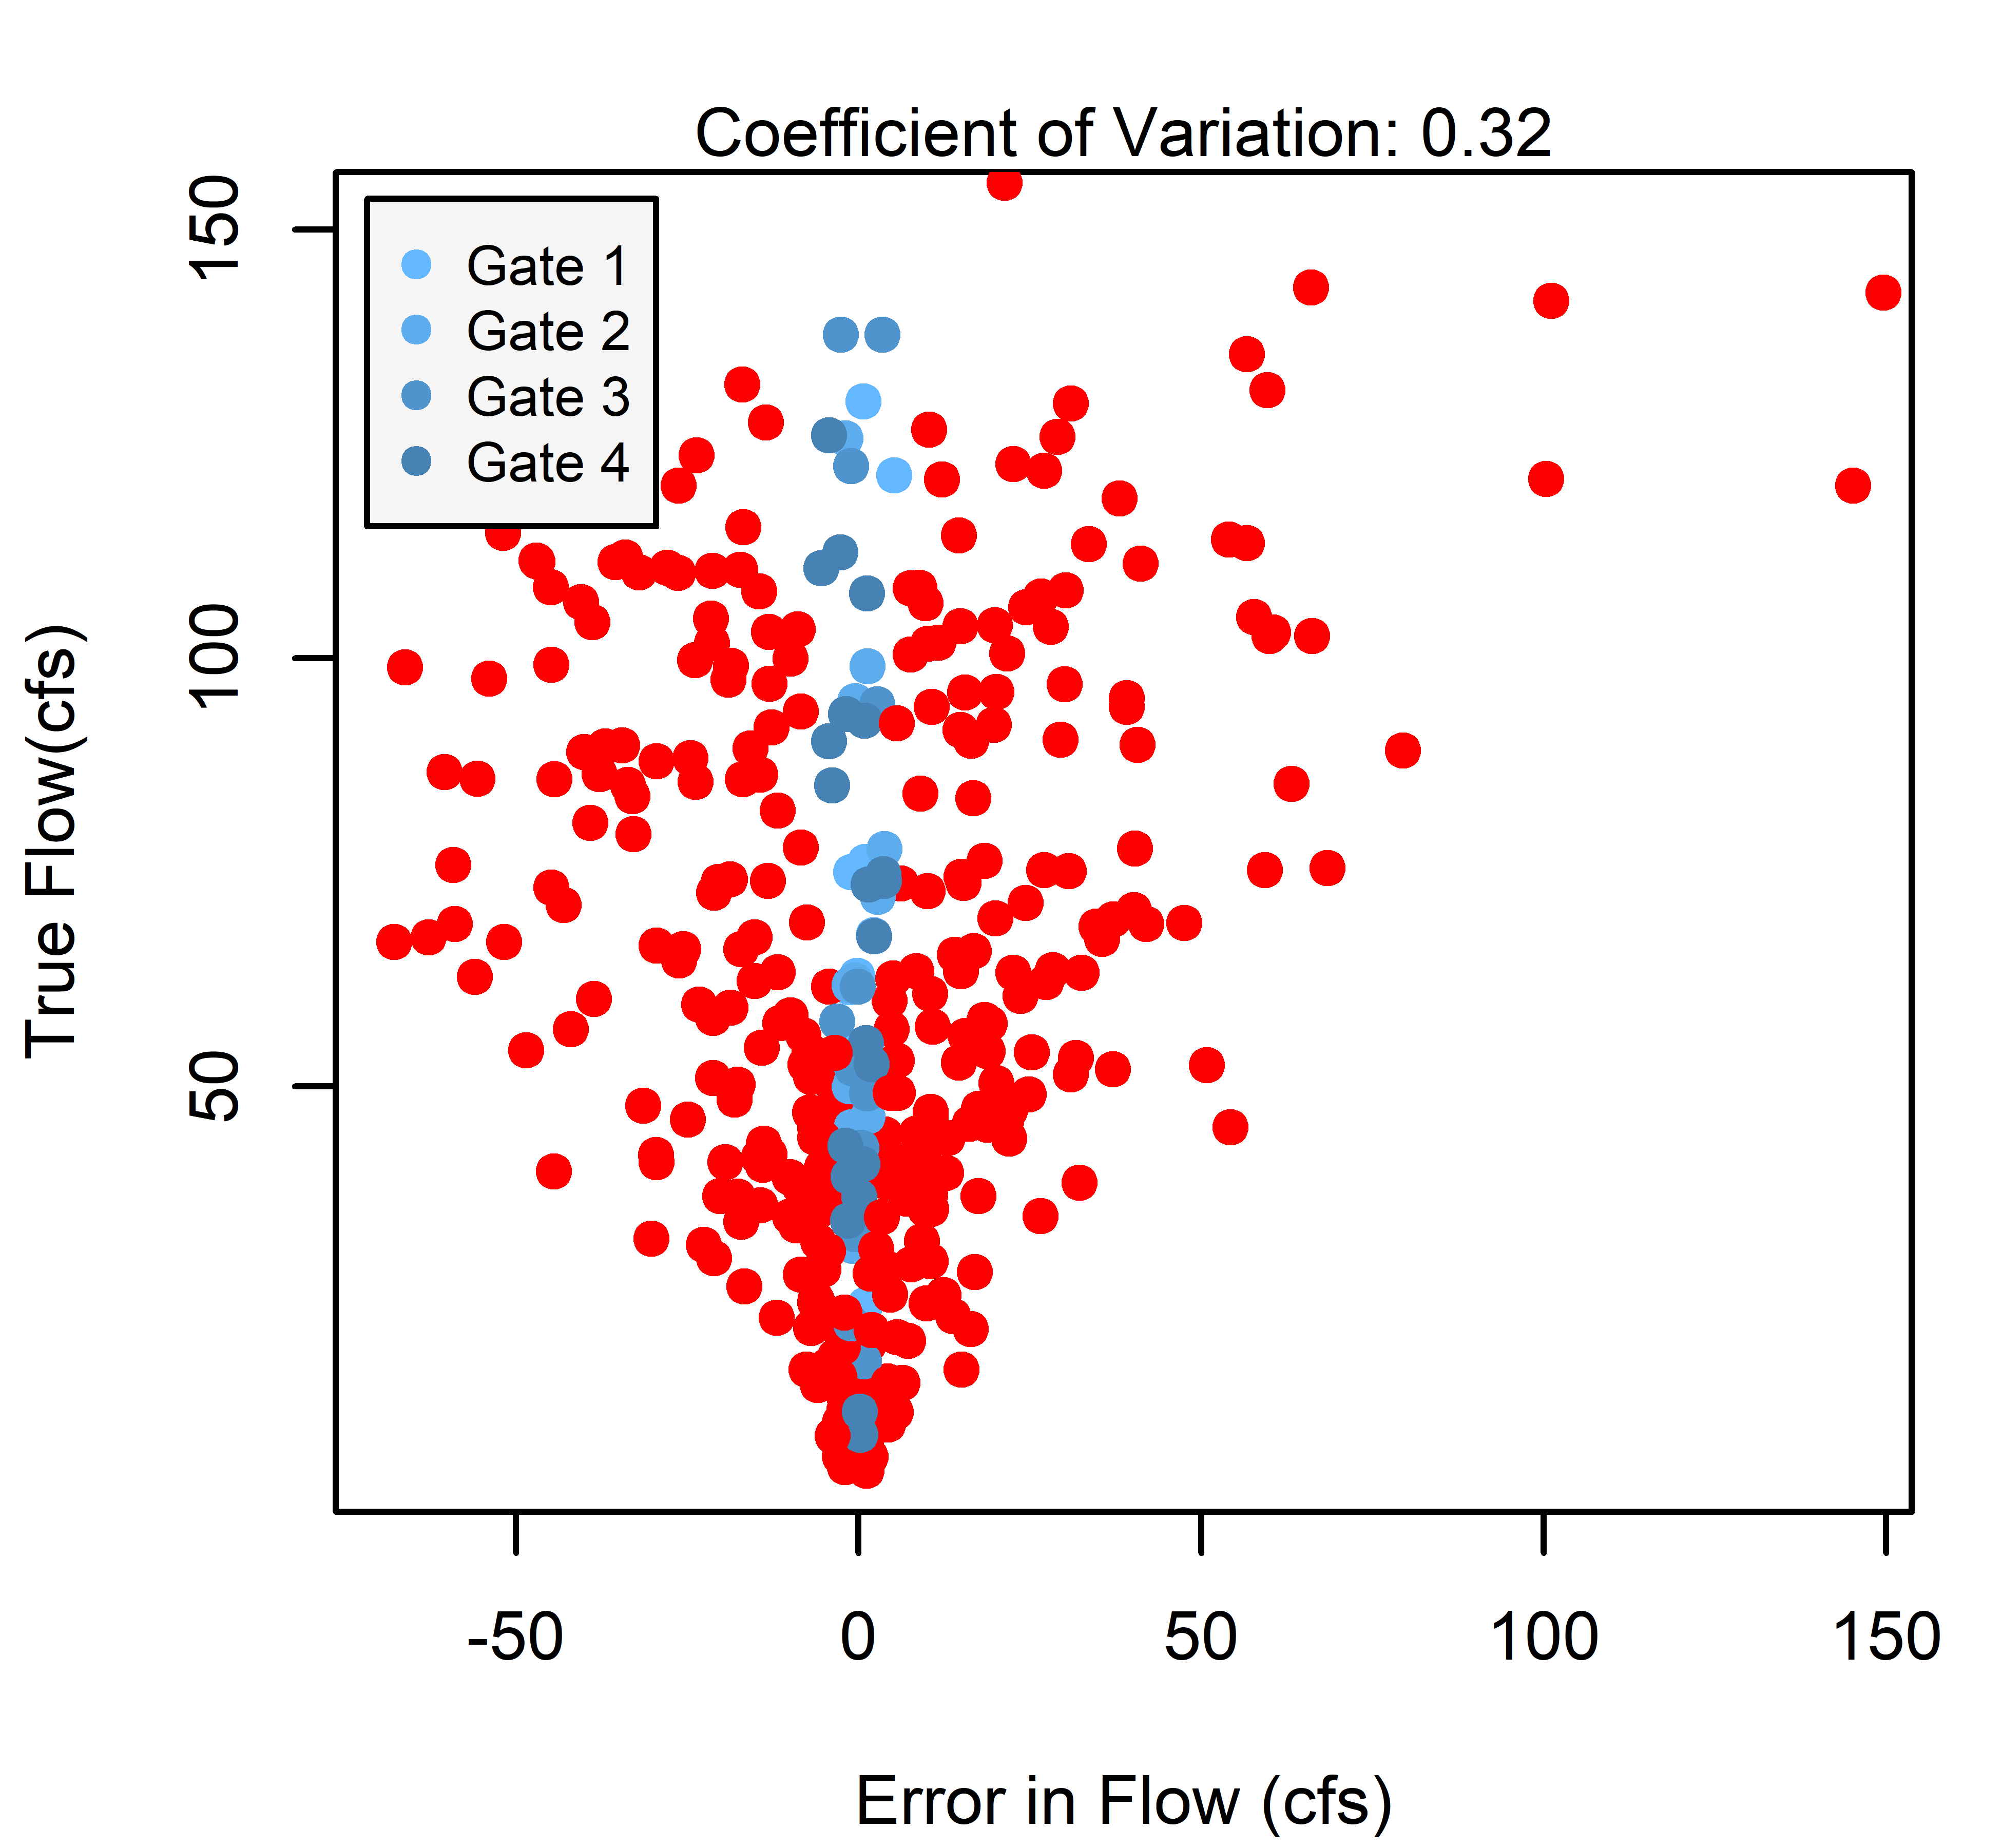 Coefficient of Variation: 0.32
Gate 1
Gate 2
Gate 3
Gate 4
150
100
50
True Flow(cfs)
-50 0 50 100 150
Error in Flow (cfs)